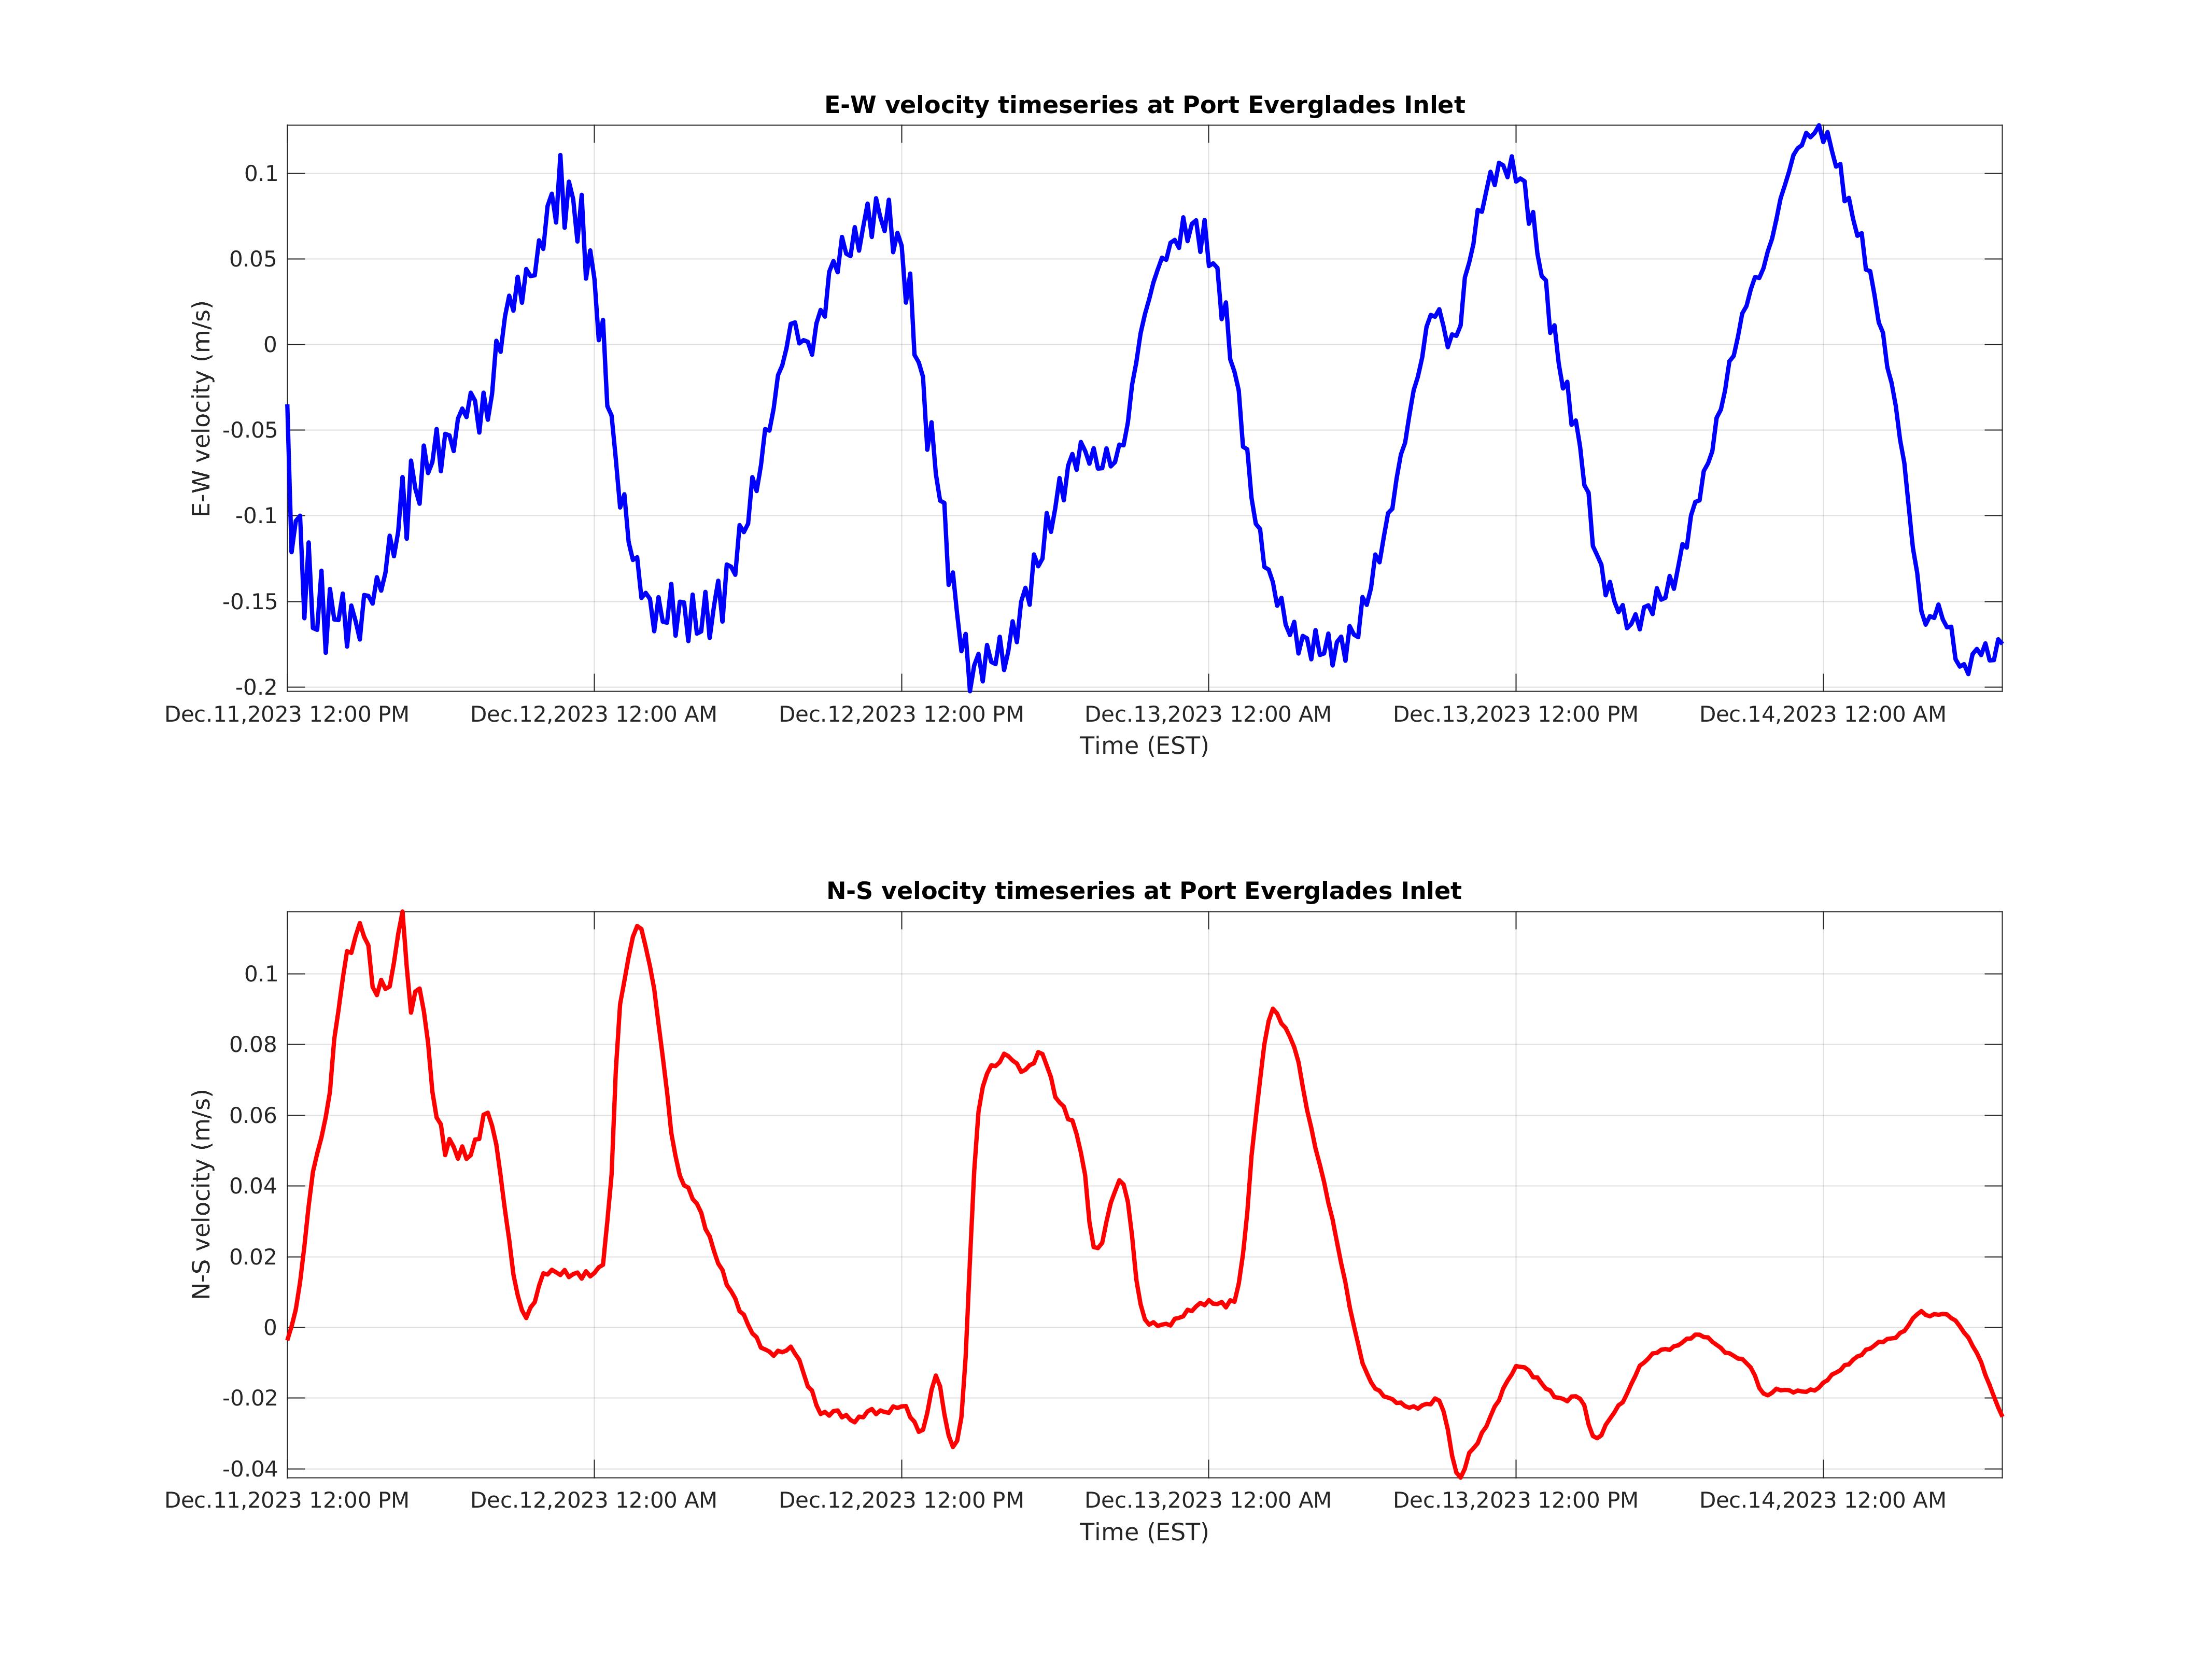 E-W velocity timeseries at Port Everglades Inlet
E-W velocity (m/s)
0.1
0.05
0
-0.05
-0.1
-0.15
-0.2
Dec.11,2023 12:00 PM Dec.12,2023 12:00 AM Dec.12,2023 12:00 PM Dec.13,2023 12:00 AM Dec.13,2023 12:00 PM Dec.14,2023 12:00 AM
Time (EST)
N-S velocity timeseries at Port Everglades Inlet
N-S velocity (m/s)
0.1
0.08
0.06
0.04
0.02
0
-0.02
-0.04
Dec.11,2023 12:00 PM Dec.12,2023 12:00 AM Dec.12,2023 12:00 PM Dec.13,2023 12:00 AM Dec.13,2023 12:00 PM Dec.14,2023 12:00 AM
Time (EST)